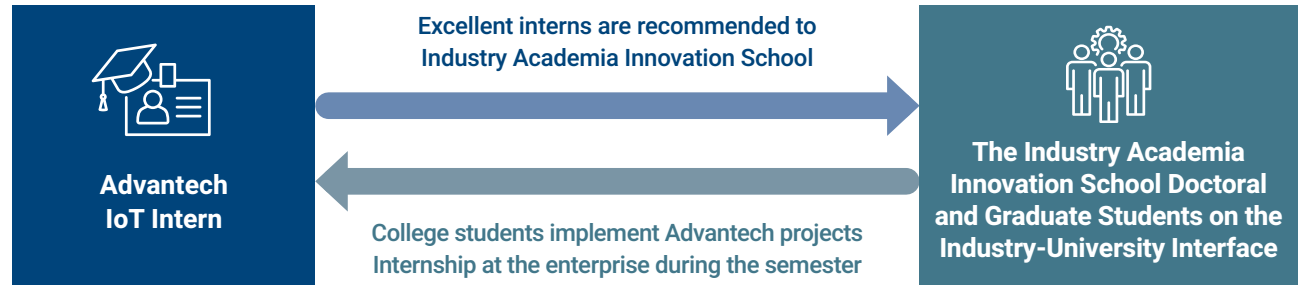 Excellent interns are recommended to
Industry Academia Innovation School
Advantech
IoT Intern
The Industry Academia
Innovation School Doctoral
and Graduate Students on the
Industry-University Interface
College students implement Advantech projects
Internship at the enterprise during the semester